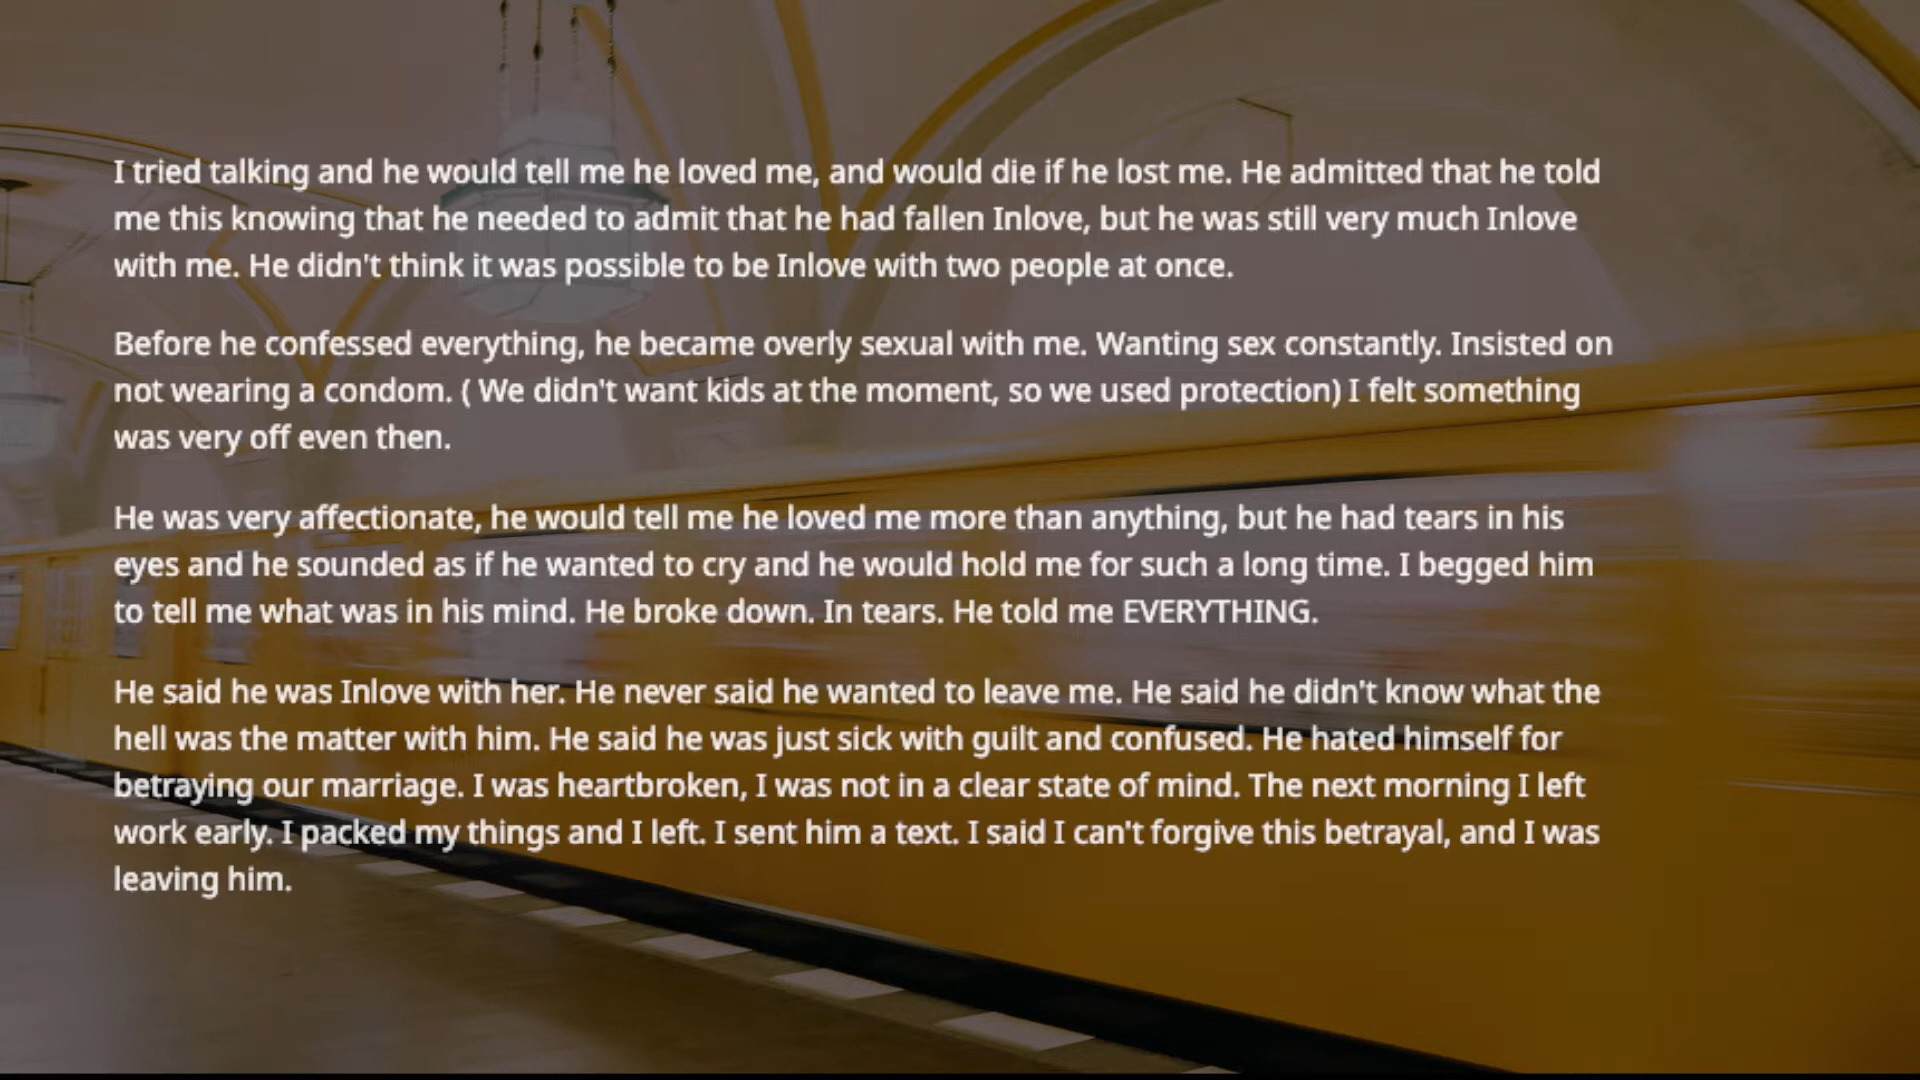 I tried talking and he would tell me he loved me, and would die if he lost me. He admitted that he told
me this knowing that he needed to admit that he had fallen Inlove, but he was still very much Inlove
with me. He didn't think it was possible to be Inlove with two people at once.
Before he confessed everything, he became overly sexual with me. Wanting sex constantly. Insisted on
not wearing a condom. ( We didn't want kids at the moment, so we used protection) I felt something
was very off even then.
He was very affectionate, he would tell me he loved me more than anything, but he had tears in his
eyes and he sounded as if he wanted to cry and he would hold me for such a long time. I begged him
to tell me what was in his mind. He broke down. In tears. He told me EVERYTHING.
He said he was Inlove with her. He never said he wanted to leave me. He said he didn't know what the
hell was the matter with him. He said he was just sick with guilt and confused. He hated himself for
betraying our marriage. I was heartbroken, I was not in a clear state of mind. The next morning I left
work early. I packed my things and I left. I sent him a text. I said I can't forgive this betrayal, and I was
leaving him.